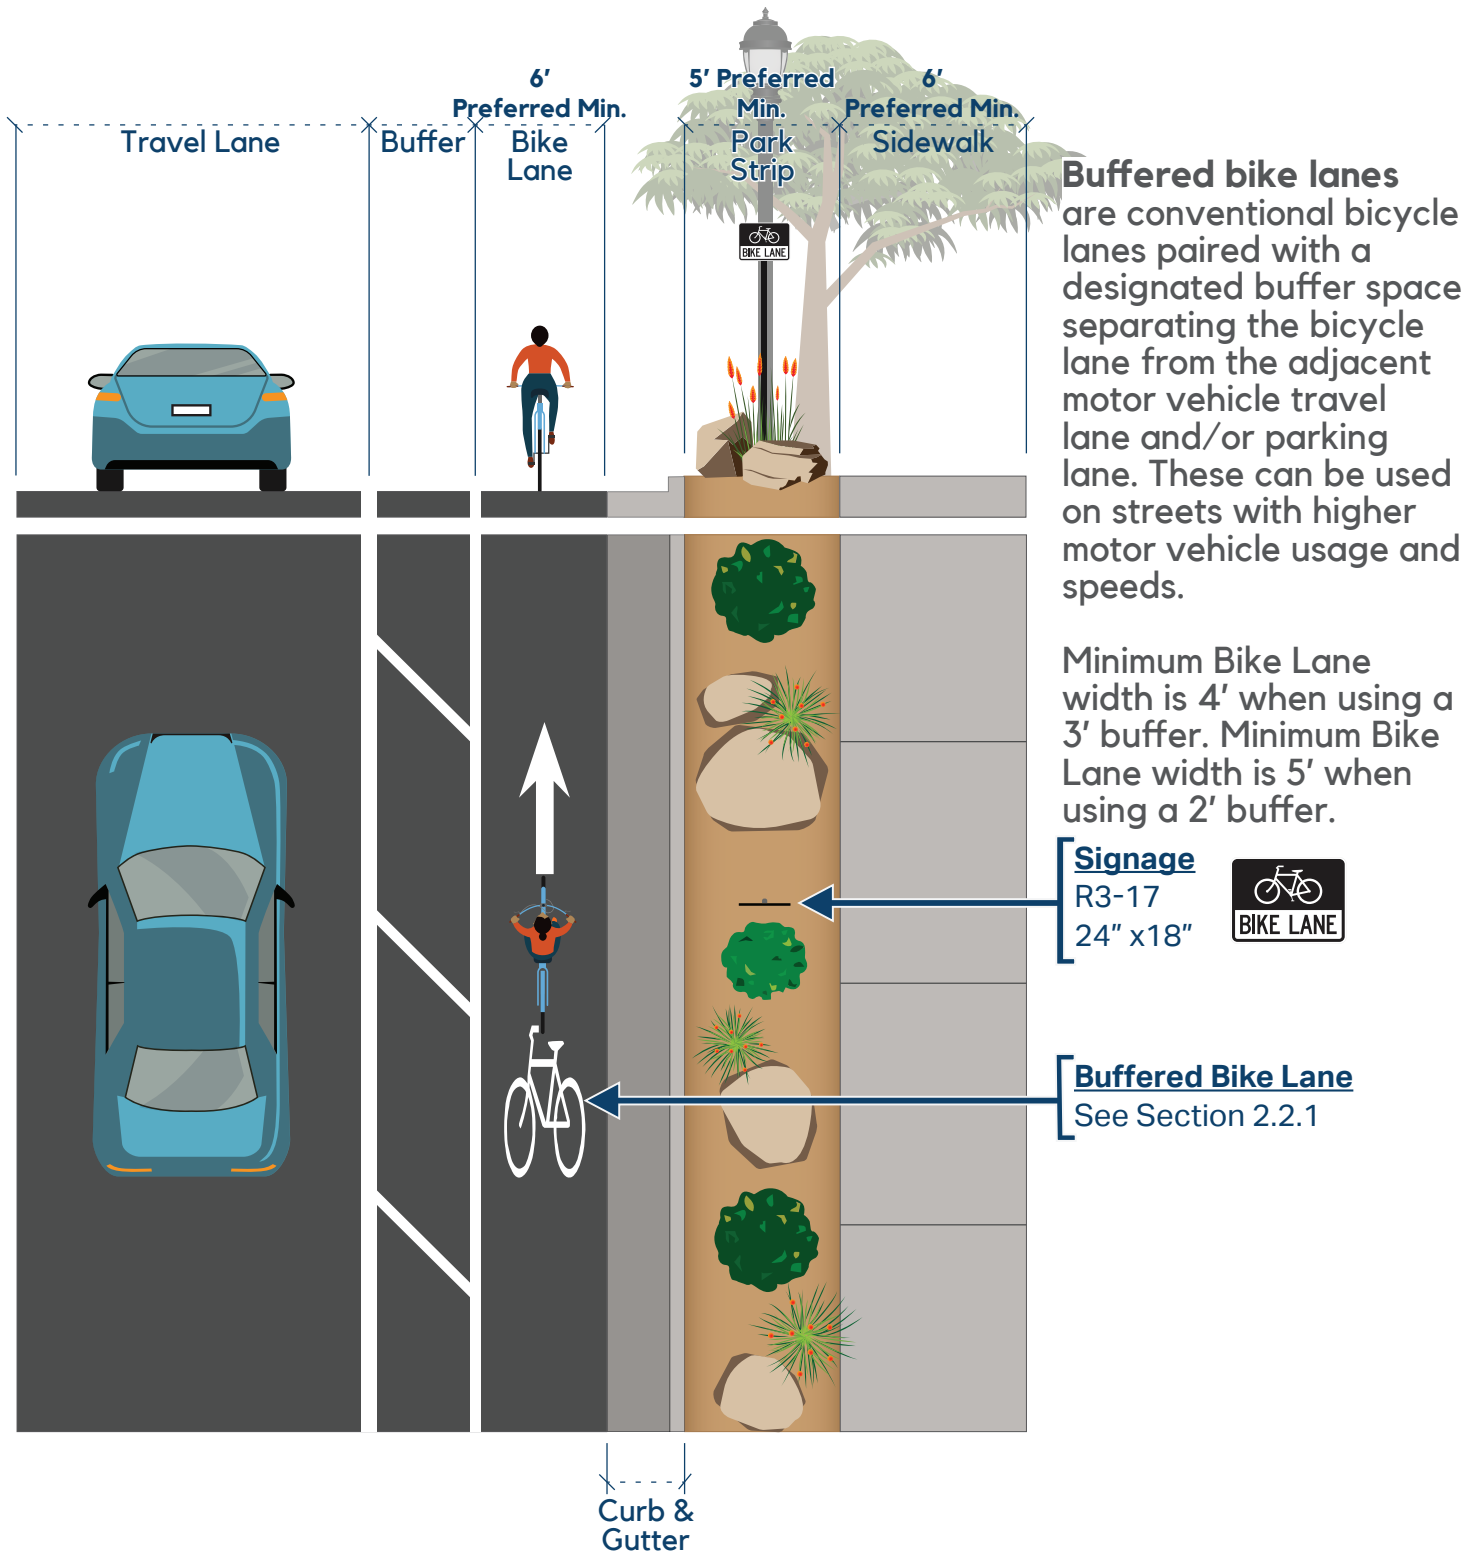 6′
Preferred Min.
5′ Preferred
Min.
6′
Preferred Min.
Travel Lane
Buffer
Bike
Lane
Park
Strip
Sidewalk
BIKE LANE
Buffered bike lanes
are conventional bicycle
lanes paired with a
designated buffer space
separating the bicycle
lane from the adjacent
motor vehicle travel
lane and/or parking
lane. These can be used
on streets with higher
motor vehicle usage and
speeds.
Minimum Bike Lane
width is 4′ when using a
3′ buffer. Minimum Bike
Lane width is 5′ when
using a 2′ buffer.
Signage
R3-17
24″ x18″
BIKE LANE
Buffered Bike Lane
See Section 2.2.1
Curb &
Gutter